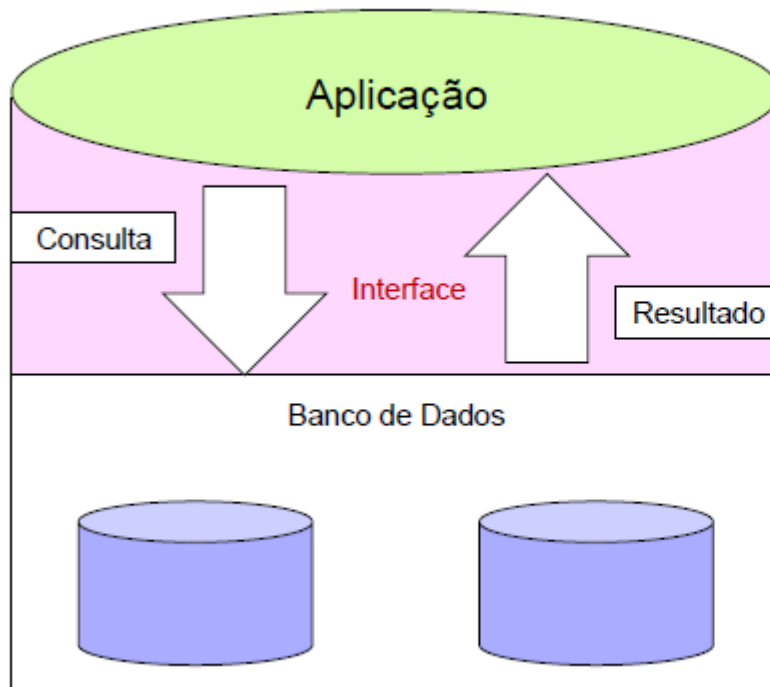 Aplicação
Consulta
Interface
Resultado
Banco de Dados